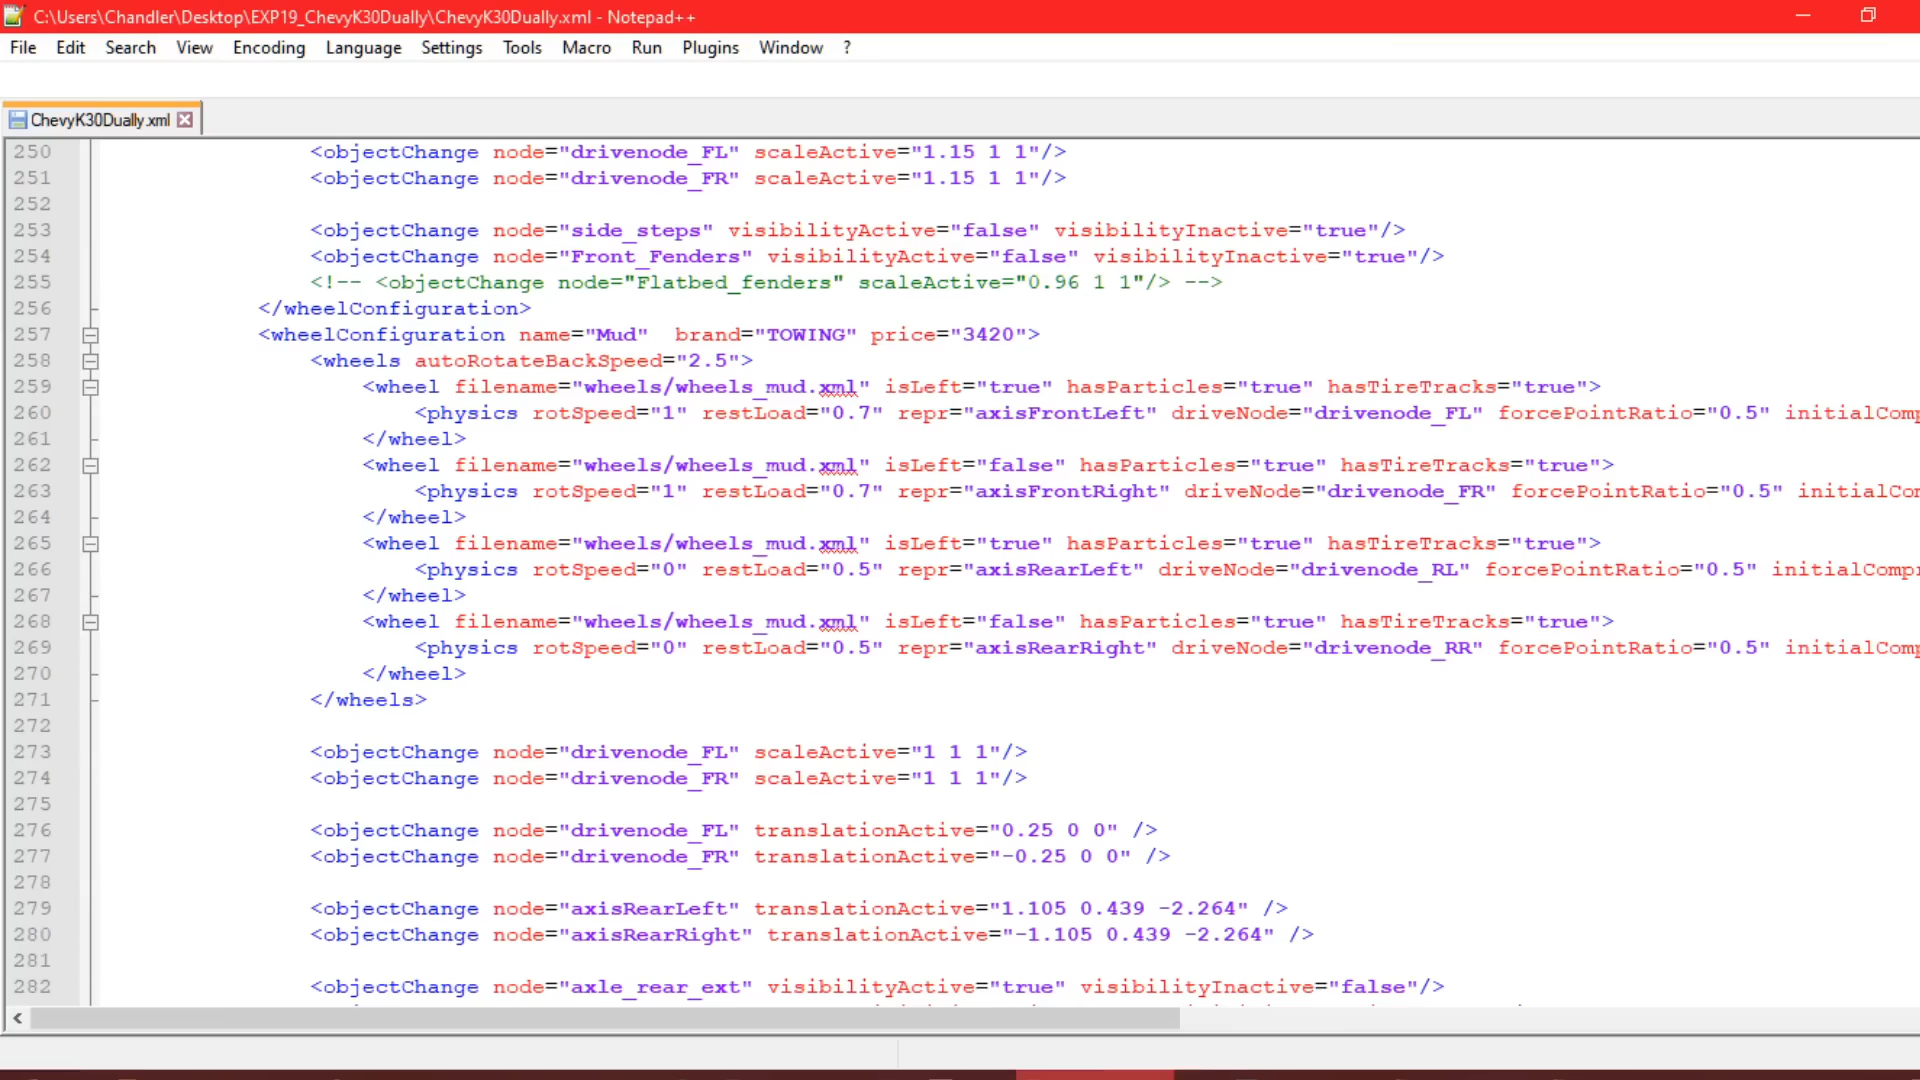 C:\Users\Chandler\Desktop\EXP19_ChevyK30Dually\ChevyK30Dually.xml - Notepad++
File Edit Search View Encoding Language Settings Tools Macro Run Plugins Window ?
ChevyK30Dually.xml
250 <objectChange node="drivenode_FL" scaleActive="1.15 1 1"/>
251 <objectChange node="drivenode_FR" scaleActive="1.15 1 1"/>
252
253 <objectChange node="side_steps" visibilityActive="false" visibilityInactive="true"/>
254 <objectChange node="Front_Fenders" visibilityActive="false" visibilityInactive="true"/>
255 <!-- <objectChange node="Flatbed_fenders" scaleActive="0.96 1 1"/> -->
256 </wheelConfiguration>
257 <wheelConfiguration name="Mud"  brand="TOWING" price="3420">
258 <wheels autoRotateBackSpeed="2.5">
259 <wheel filename="wheels/wheels_mud.xml" isLeft="true" hasParticles="true" hasTireTracks="true">
260 <physics rotSpeed="1" restLoad="0.7" repr="axisFrontLeft" driveNode="drivenode_FL" forcePointRatio="0.5" initialComp
261 </wheel>
262 <wheel filename="wheels/wheels_mud.xml" isLeft="false" hasParticles="true" hasTireTracks="true">
263 <physics rotSpeed="1" restLoad="0.7" repr="axisFrontRight" driveNode="drivenode_FR" forcePointRatio="0.5" initialCom
264 </wheel>
265 <wheel filename="wheels/wheels_mud.xml" isLeft="true" hasParticles="true" hasTireTracks="true">
266 <physics rotSpeed="0" restLoad="0.5" repr="axisRearLeft" driveNode="drivenode_RL" forcePointRatio="0.5" initialCompr
267 </wheel>
268 <wheel filename="wheels/wheels_mud.xml" isLeft="false" hasParticles="true" hasTireTracks="true">
269 <physics rotSpeed="0" restLoad="0.5" repr="axisRearRight" driveNode="drivenode_RR" forcePointRatio="0.5" initialComp
270 </wheel>
271 </wheels>
272
273 <objectChange node="drivenode_FL" scaleActive="1 1 1"/>
274 <objectChange node="drivenode_FR" scaleActive="1 1 1"/>
275
276 <objectChange node="drivenode_FL" translationActive="0.25 0 0" />
277 <objectChange node="drivenode_FR" translationActive="-0.25 0 0" />
278
279 <objectChange node="axisRearLeft" translationActive="1.105 0.439 -2.264" />
280 <objectChange node="axisRearRight" translationActive="-1.105 0.439 -2.264" />
281
282 <objectChange node="axle_rear_ext" visibilityActive="true" visibilityInactive="false"/>